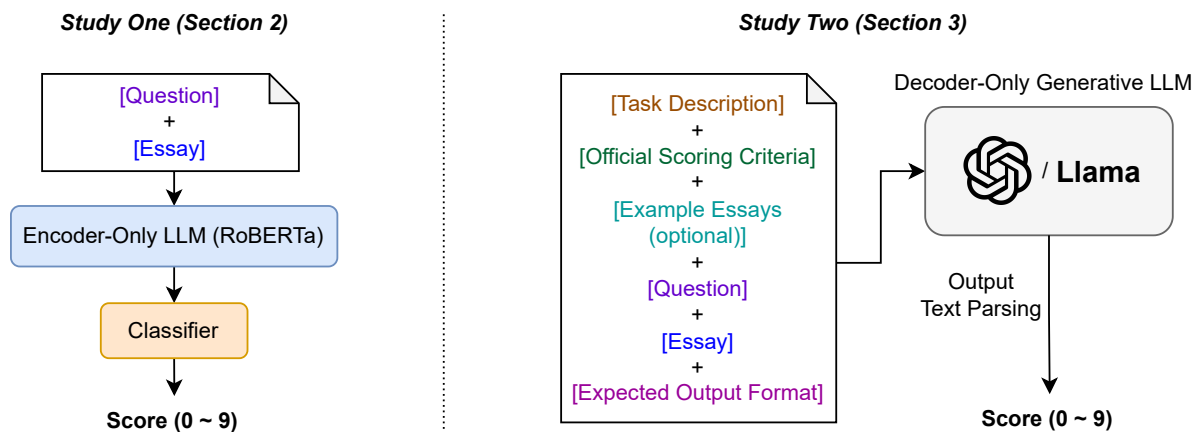 Study One (Section 2)
[Question]
+
[Essay]
Encoder-Only LLM (RoBERTa)
Classifier
Score (0 ~ 9)
Study Two (Section 3)
[Task Description]
+
[Official Scoring Criteria]
+
[Example Essays
(optional)]
+
[Question]
+
[Essay]
+
[Expected Output Format]
Decoder-Only Generative LLM
/ Llama
Output
Text Parsing
Score (0 ~ 9)